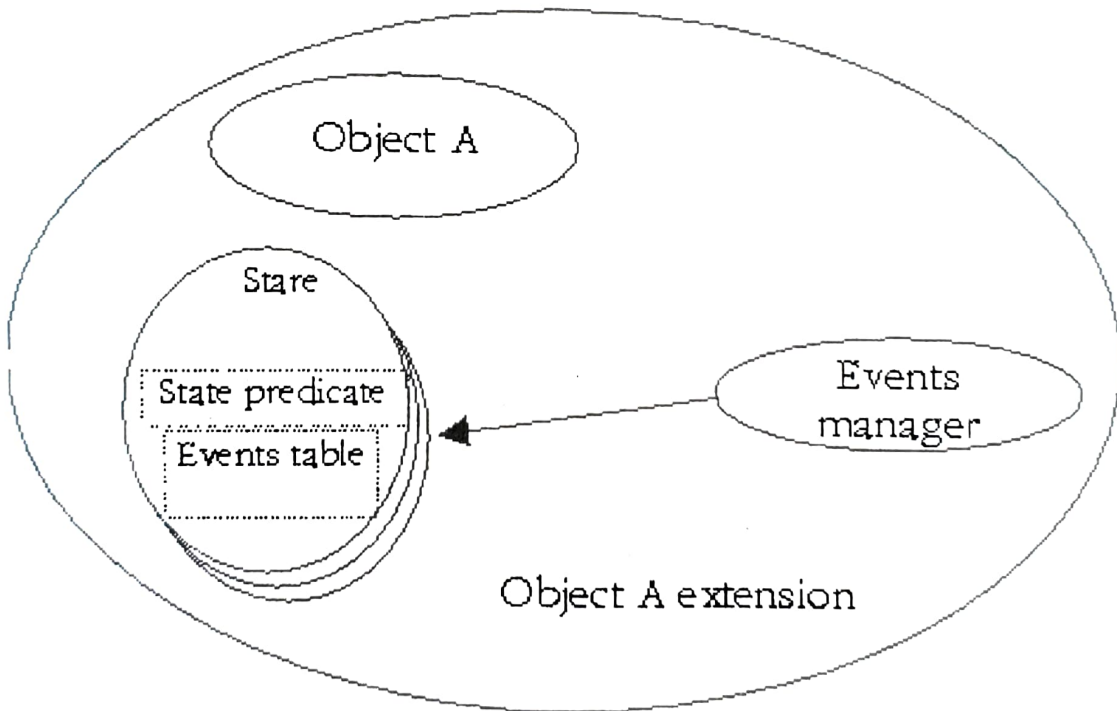 Object A
Stare
State predicate
Events table
Events
manager
Object A extension